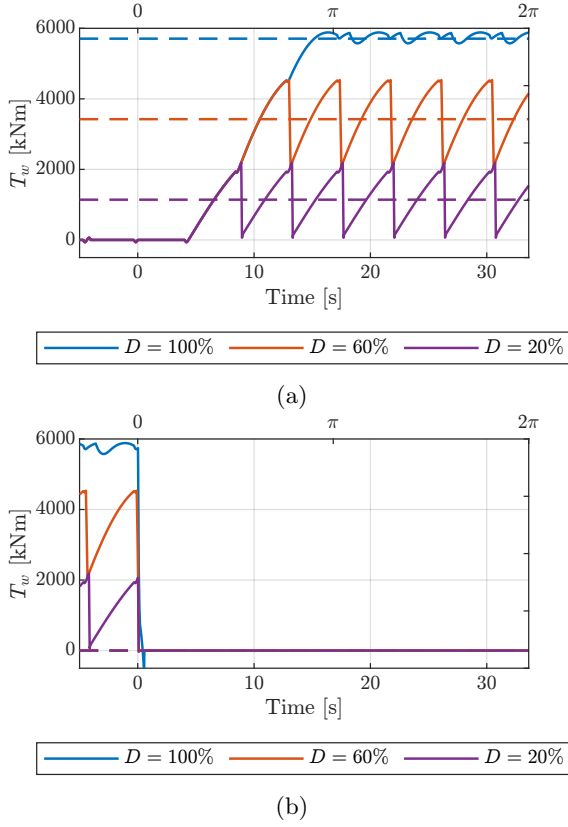 0 π 2π
6000
4000
2000
0
T_w [kNm]
0 10 20 30
Time [s]
D = 100% D = 60% D = 20%
(a)
0 π 2π
6000
4000
2000
0
T_w [kNm]
0 10 20 30
Time [s]
D = 100% D = 60% D = 20%
(b)